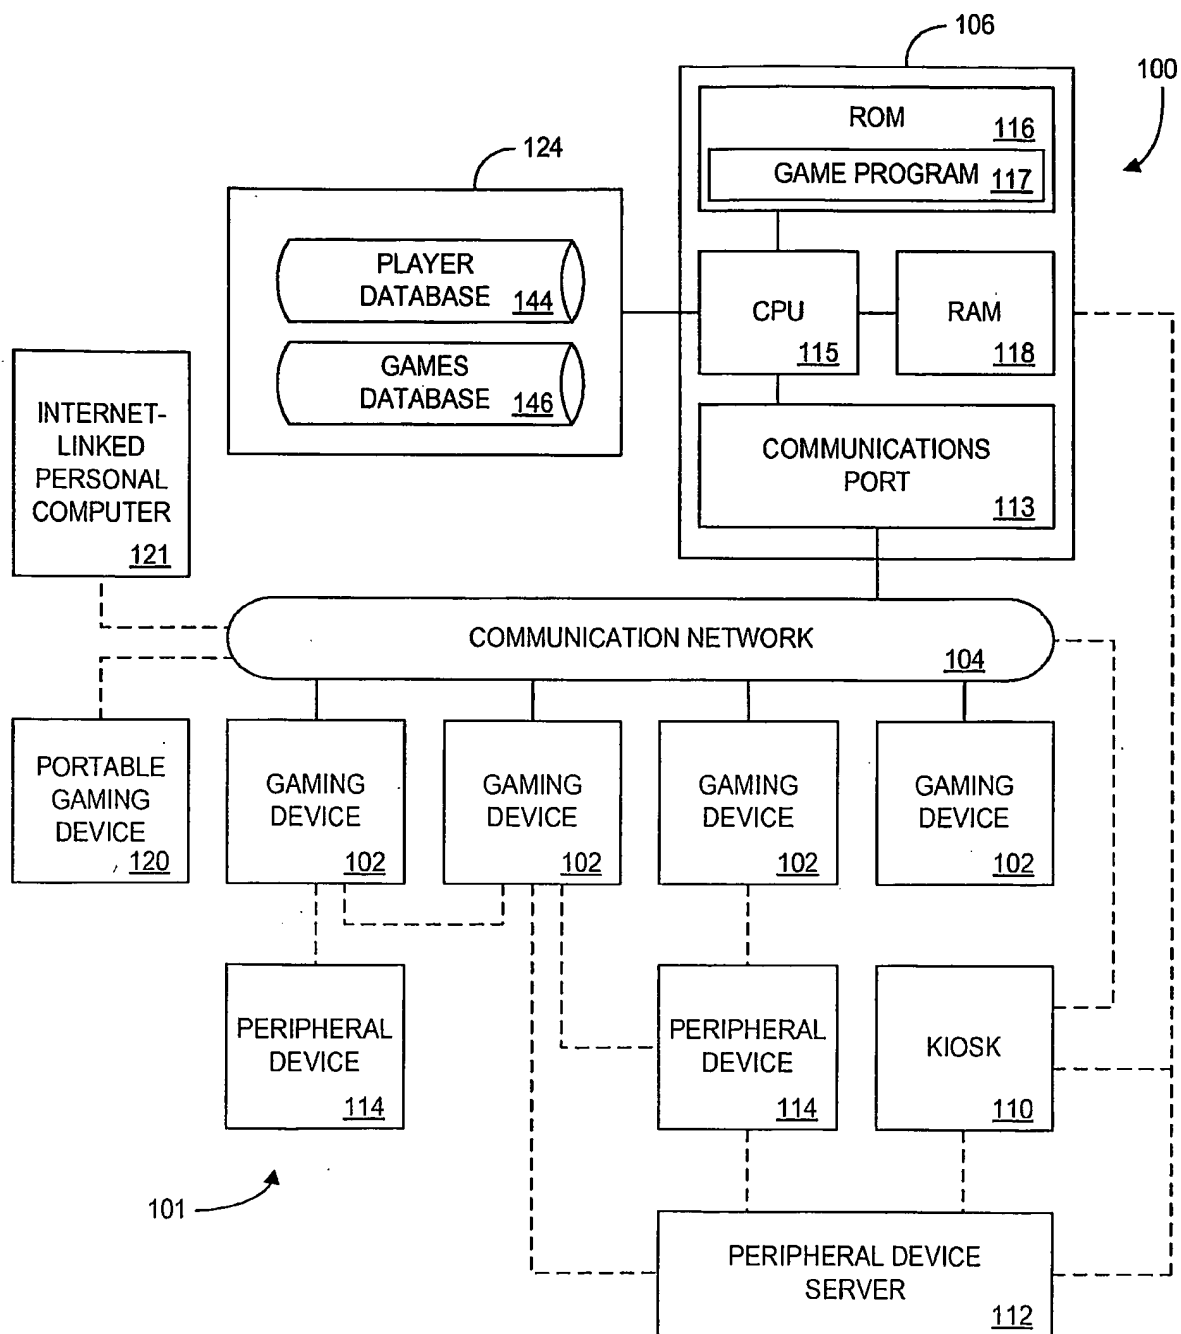 106
100
ROM
116
GAME PROGRAM
117
124
PLAYER
DATABASE
144
GAMES
DATABASE
146
CPU
115
RAM
118
COMMUNICATIONS
PORT
113
INTERNET-
LINKED
PERSONAL
COMPUTER
121
COMMUNICATION NETWORK
104
PORTABLE
GAMING
DEVICE
120
GAMING
DEVICE
102
GAMING
DEVICE
102
GAMING
DEVICE
102
GAMING
DEVICE
102
PERIPHERAL
DEVICE
114
PERIPHERAL
DEVICE
114
KIOSK
110
101
PERIPHERAL DEVICE
SERVER
112